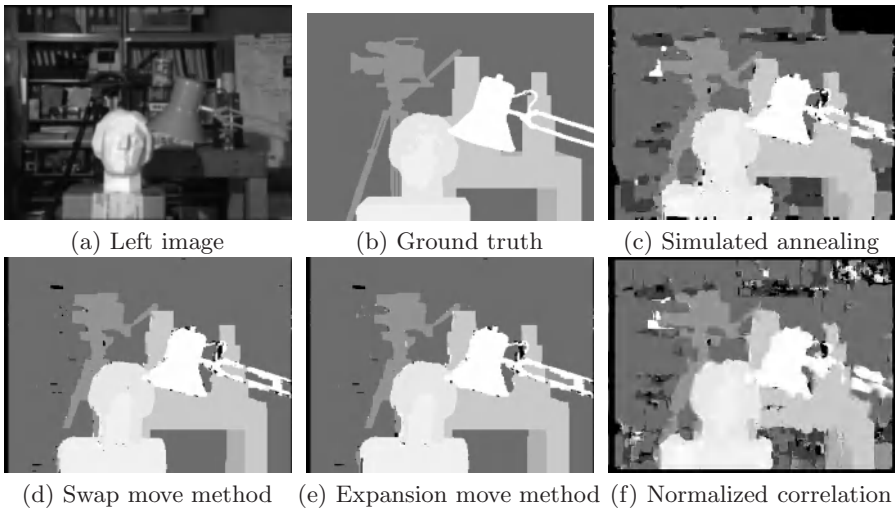 (a) Left image
(b) Ground truth
(c) Simulated annealing
(d) Swap move method
(e) Expansion move method
(f) Normalized correlation